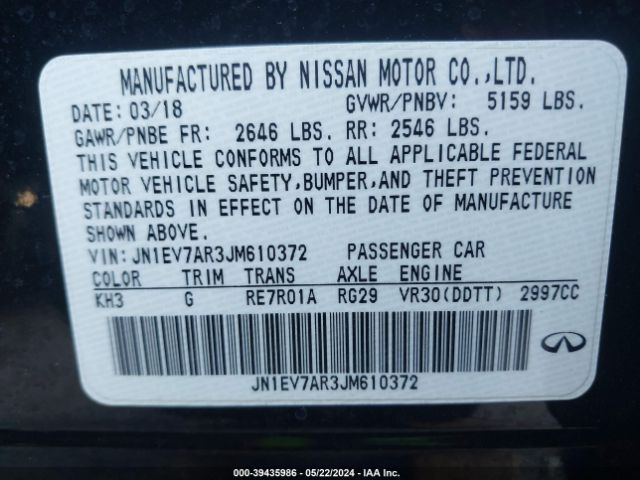 MANUFACTURED BY NISSAN MOTOR CO.,LTD.
DATE: 03/18 GVWR/PNBV: 5159 LBS.
GAWR/PNBE FR: 2646 LBS. RR: 2546 LBS.
THIS VEHICLE CONFORMS TO ALL APPLICABLE FEDERAL
MOTOR VEHICLE SAFETY,BUMPER,AND THEFT PREVENTION
STANDARDS IN EFFECT ON THE DATE OF MANUFACTURE
SHOWN ABOVE.
VIN: JN1EV7AR3JM610372 PASSENGER CAR
COLOR TRIM TRANS AXLE ENGINE
KH3 G RE7R01A RG29 VR30(DDTT) 2997CC
JN1EV7AR3JM610372
000-39435986 - 05/22/2024 - IAA Inc.